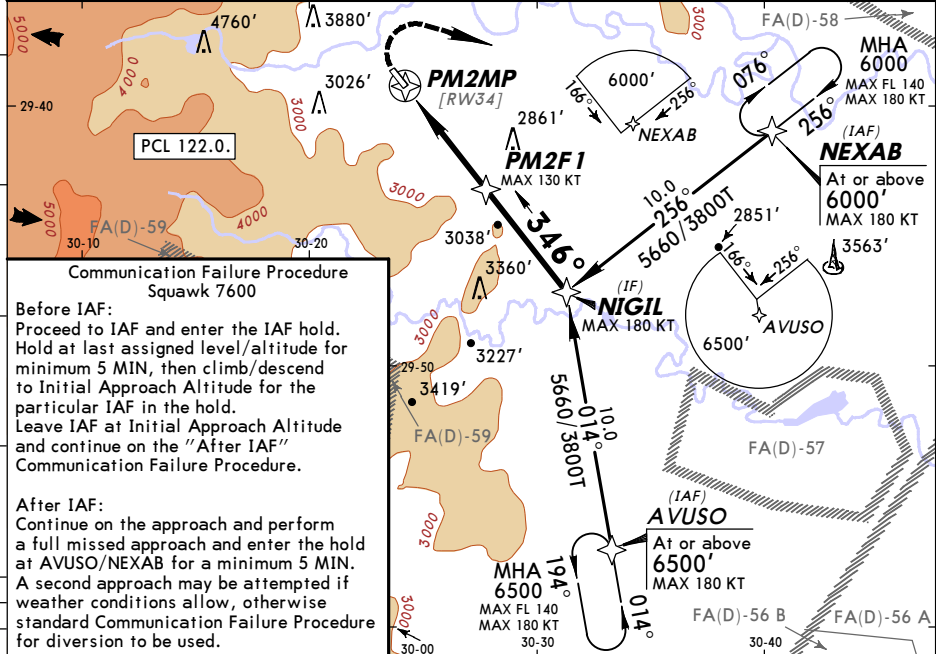 5000
4760'
3880'
3000
FA(D)-58
4000
3026'
3000
29-40
PCL 122.0.
PM2MP
[RW34]
2861'
6000'
166°
256°
NEXAB
076°
MHA
6000
MAX FL 140
MAX 180 KT
256°
(IAF)
NEXAB
At or above
6000'
MAX 180 KT
PM2F1
MAX 130 KT
3000
5000
4000
FA(D)-59
30-10
30-20
3038'
346°
10.0
256°
5660/3800T
2851'
3563'
166°
256°
AVUSO
6500'
3360'
(IF)
NIGIL
MAX 180 KT
3000
3227'
29-50
3419'
FA(D)-59
10.0
014°
5660/3800T
FA(D)-57
3000
Communication Failure Procedure
Squawk 7600
Before IAF:
Proceed to IAF and enter the IAF hold.
Hold at last assigned level/altitude for
minimum 5 MIN, then climb/descend
to Initial Approach Altitude for the
particular IAF in the hold.
Leave IAF at Initial Approach Altitude
and continue on the "After IAF"
Communication Failure Procedure.
After IAF:
Continue on the approach and perform
a full missed approach and enter the hold
at AVUSO/NEXAB for a minimum 5 MIN.
A second approach may be attempted if
weather conditions allow, otherwise
standard Communication Failure Procedure
for diversion to be used.
(IAF)
AVUSO
At or above
6500'
MAX 180 KT
MHA
6500
MAX FL 140
MAX 180 KT
194°
014°
3000
30-00
30-30
30-40
FA(D)-56 B
FA(D)-56 A